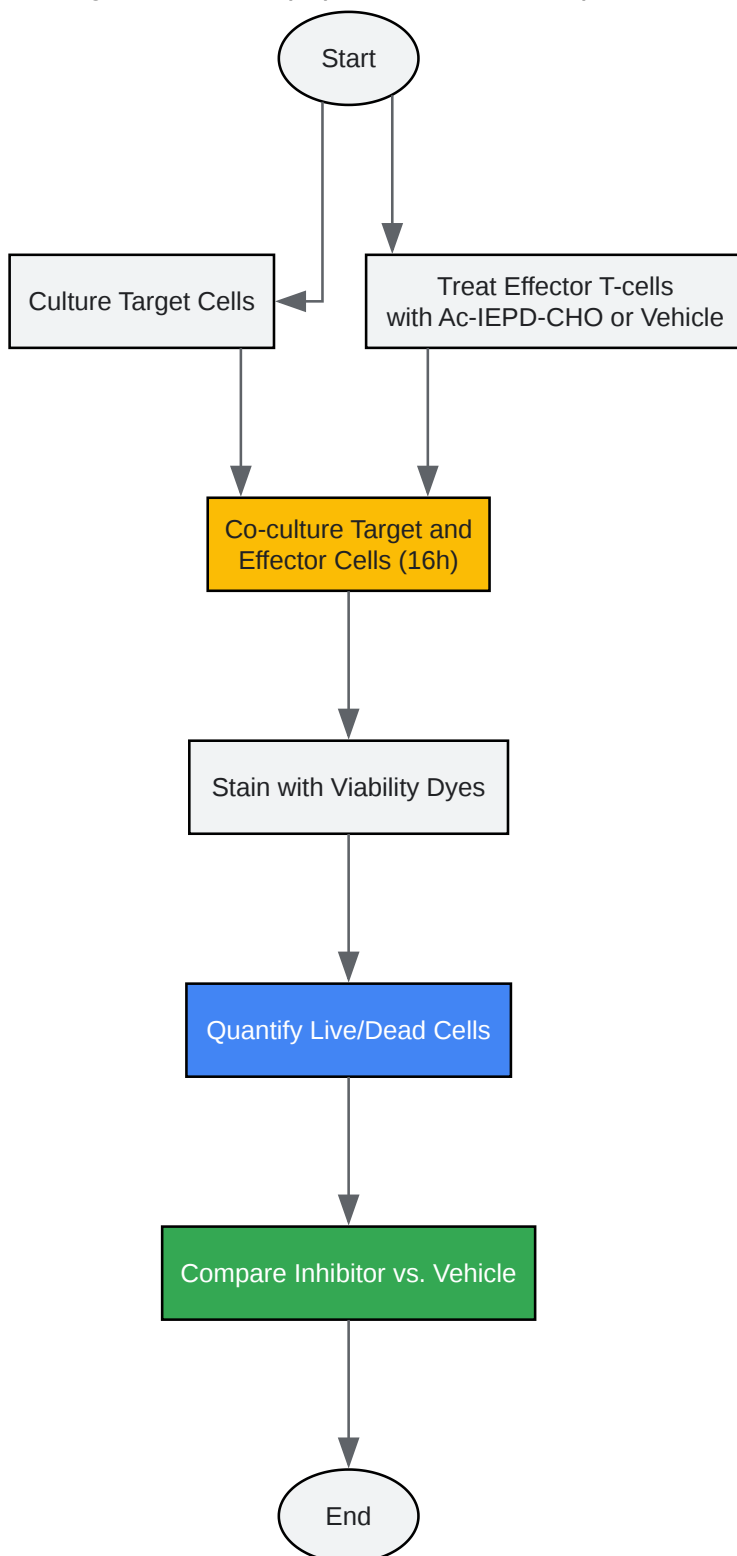 Start
Culture Target Cells
Treat Effector T-cells
with Ac-IEPD-CHO or Vehicle
Co-culture Target and
Effector Cells (16h)
Stain with Viability Dyes
Quantify Live/Dead Cells
Compare Inhibitor vs. Vehicle
End